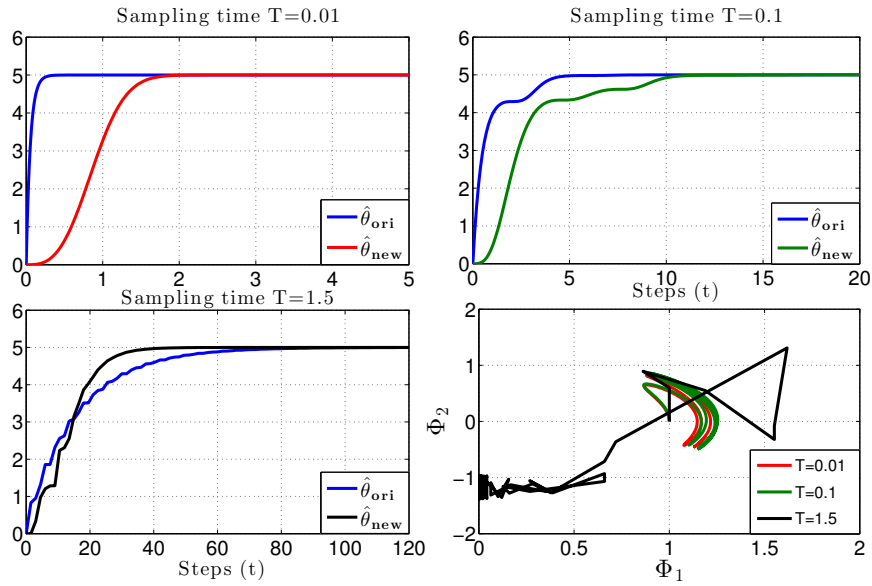 Sampling time T=0.01
6
5
4
3
2
1
0
0 1 2 3 4 5
θ̂ori
θ̂new
Sampling time T=0.1
6
5
4
3
2
1
0
0 5 10 15 20
Steps (t)
θ̂ori
θ̂new
Sampling time T=1.5
6
5
4
3
2
1
0
0 20 40 60 80 100 120
Steps (t)
θ̂ori
θ̂new
Φ2
2
1
0
−1
−2
0 0.5 1 1.5 2
Φ1
T=0.01
T=0.1
T=1.5